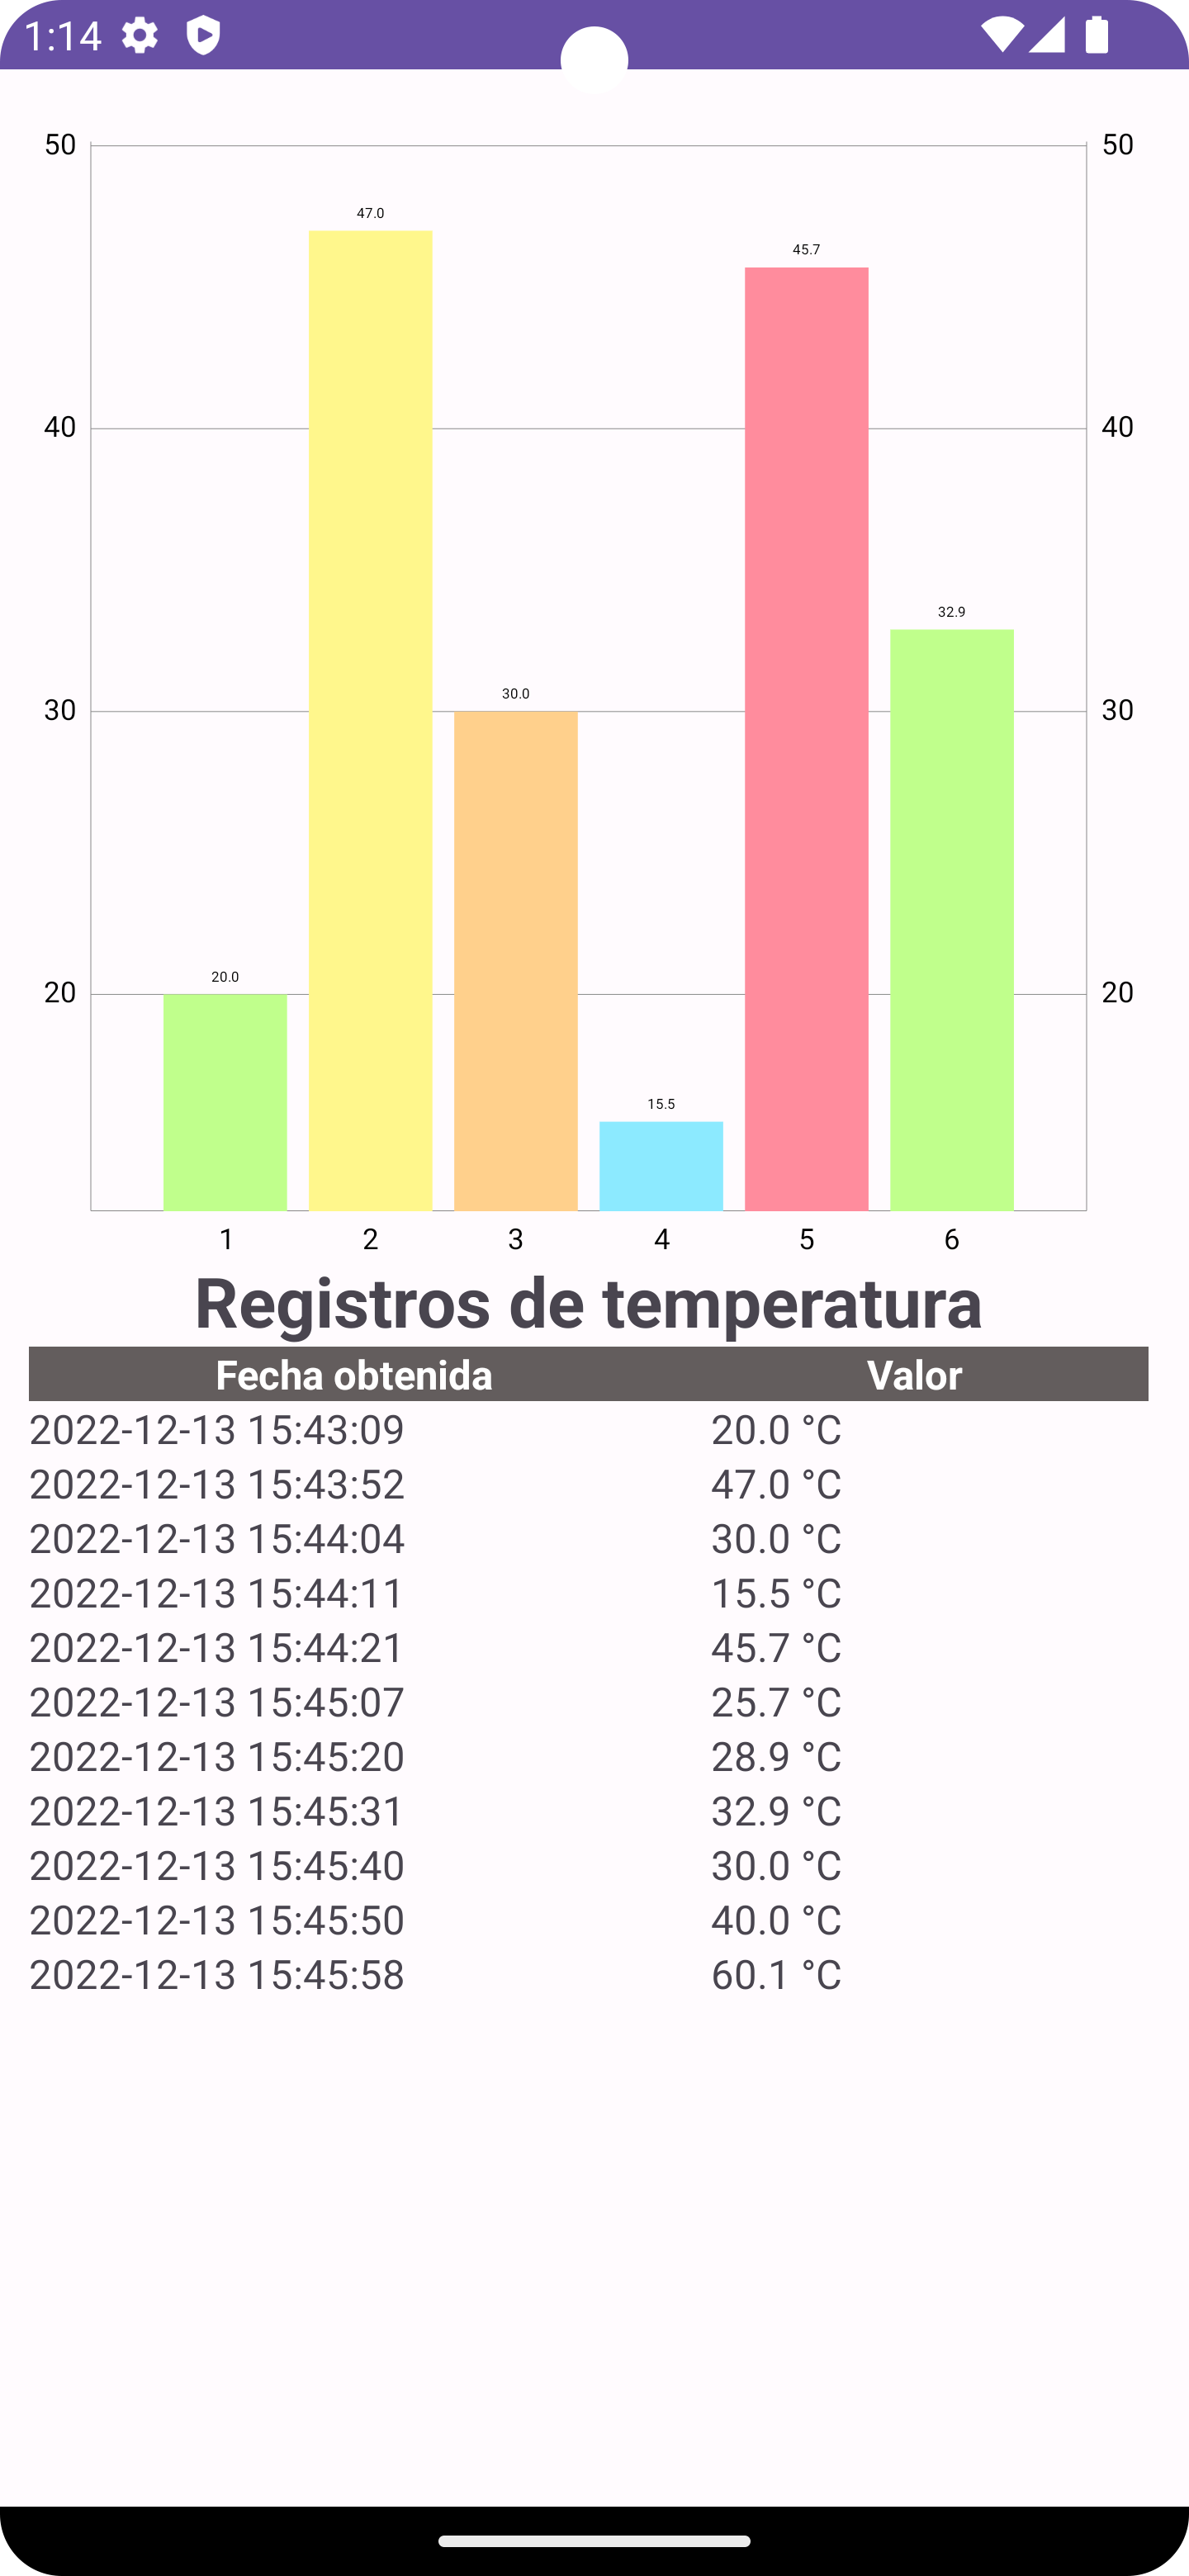 1:14
50 50
47.0
45.7
40 40
32.9
30.0
30 30
20.0
20 20
15.5
1 2 3 4 5 6
Registros de temperatura
Fecha obtenida Valor
2022-12-13 15:43:09 20.0 °C
2022-12-13 15:43:52 47.0 °C
2022-12-13 15:44:04 30.0 °C
2022-12-13 15:44:11 15.5 °C
2022-12-13 15:44:21 45.7 °C
2022-12-13 15:45:07 25.7 °C
2022-12-13 15:45:20 28.9 °C
2022-12-13 15:45:31 32.9 °C
2022-12-13 15:45:40 30.0 °C
2022-12-13 15:45:50 40.0 °C
2022-12-13 15:45:58 60.1 °C